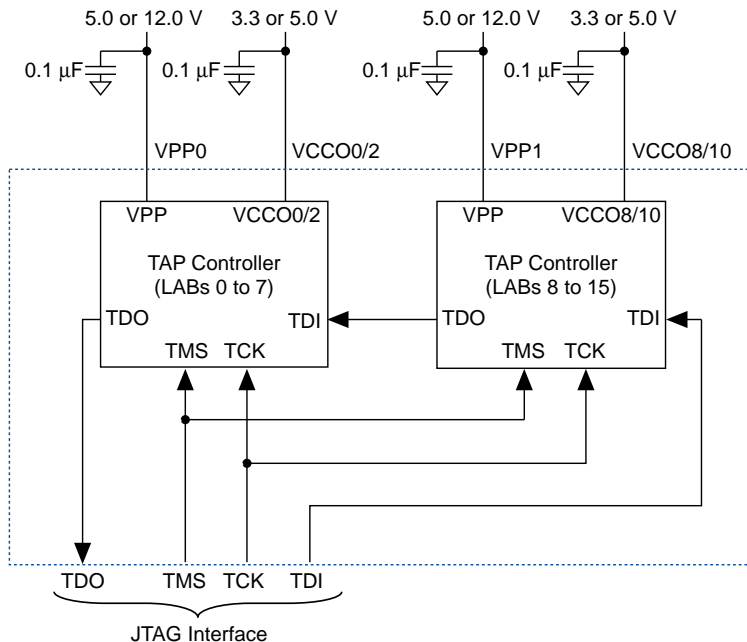 5.0 or 12.0 V
3.3 or 5.0 V
5.0 or 12.0 V
3.3 or 5.0 V
0.1 µF
0.1 µF
0.1 µF
0.1 µF
VPP0
VCCO0/2
VPP1
VCCO8/10
VPP
VCCO0/2
VPP
VCCO8/10
TAP Controller
(LABs 0 to 7)
TAP Controller
(LABs 8 to 15)
TDO
TDI
TDO
TDI
TMS
TCK
TMS
TCK
TDO
TMS
TCK
TDI
JTAG Interface